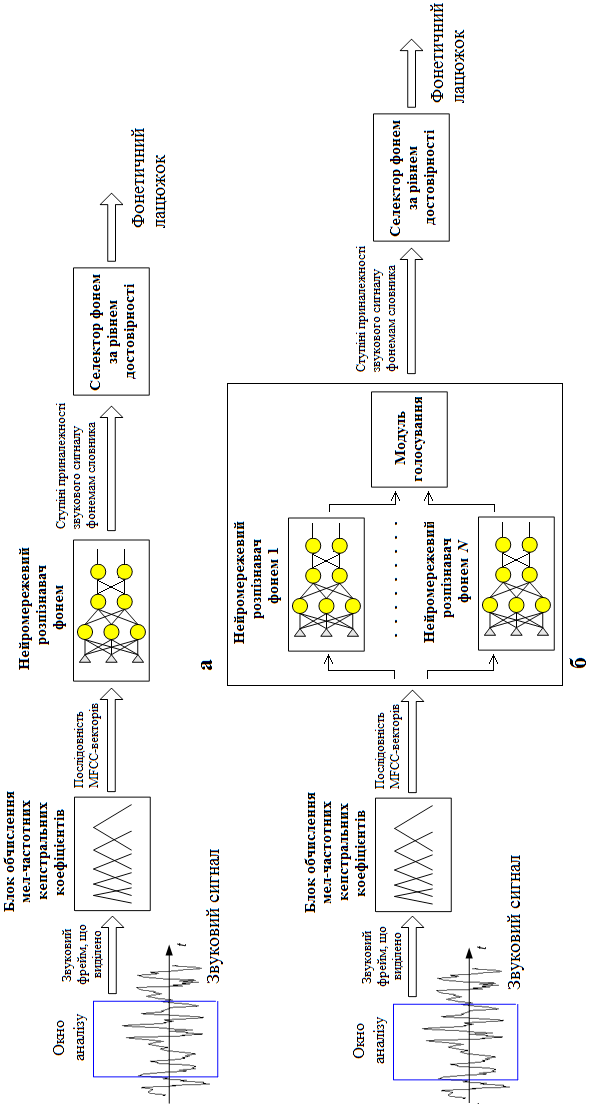 Окно
аналізу
t
Звуковий сигнал
Звуковий
фрейм, що
виділено
Блок обчислення
мел-частотних
кепстральних
коефіцієнтів
Послідовність
MFCC-векторів
Нейромережевий
розпізнавач
фонем
Ступіні приналежності
звукового сигналу
фонемам словника
Селектор фонем
за рівнем
достовірності
Фонетичний
лацюжок
а
Окно
аналізу
t
Звуковий сигнал
Звуковий
фрейм, що
виділено
Блок обчислення
мел-частотних
кепстральних
коефіцієнтів
Послідовність
MFCC-векторів
Нейромережевий
розпізнавач
фонем 1
. . . . . . . .
Нейромережевий
розпізнавач
фонем N
Модуль
голосування
Ступіні приналежності
звукового сигналу
фонемам словника
Селектор фонем
за рівнем
достовірності
Фонетичний
лацюжок
б